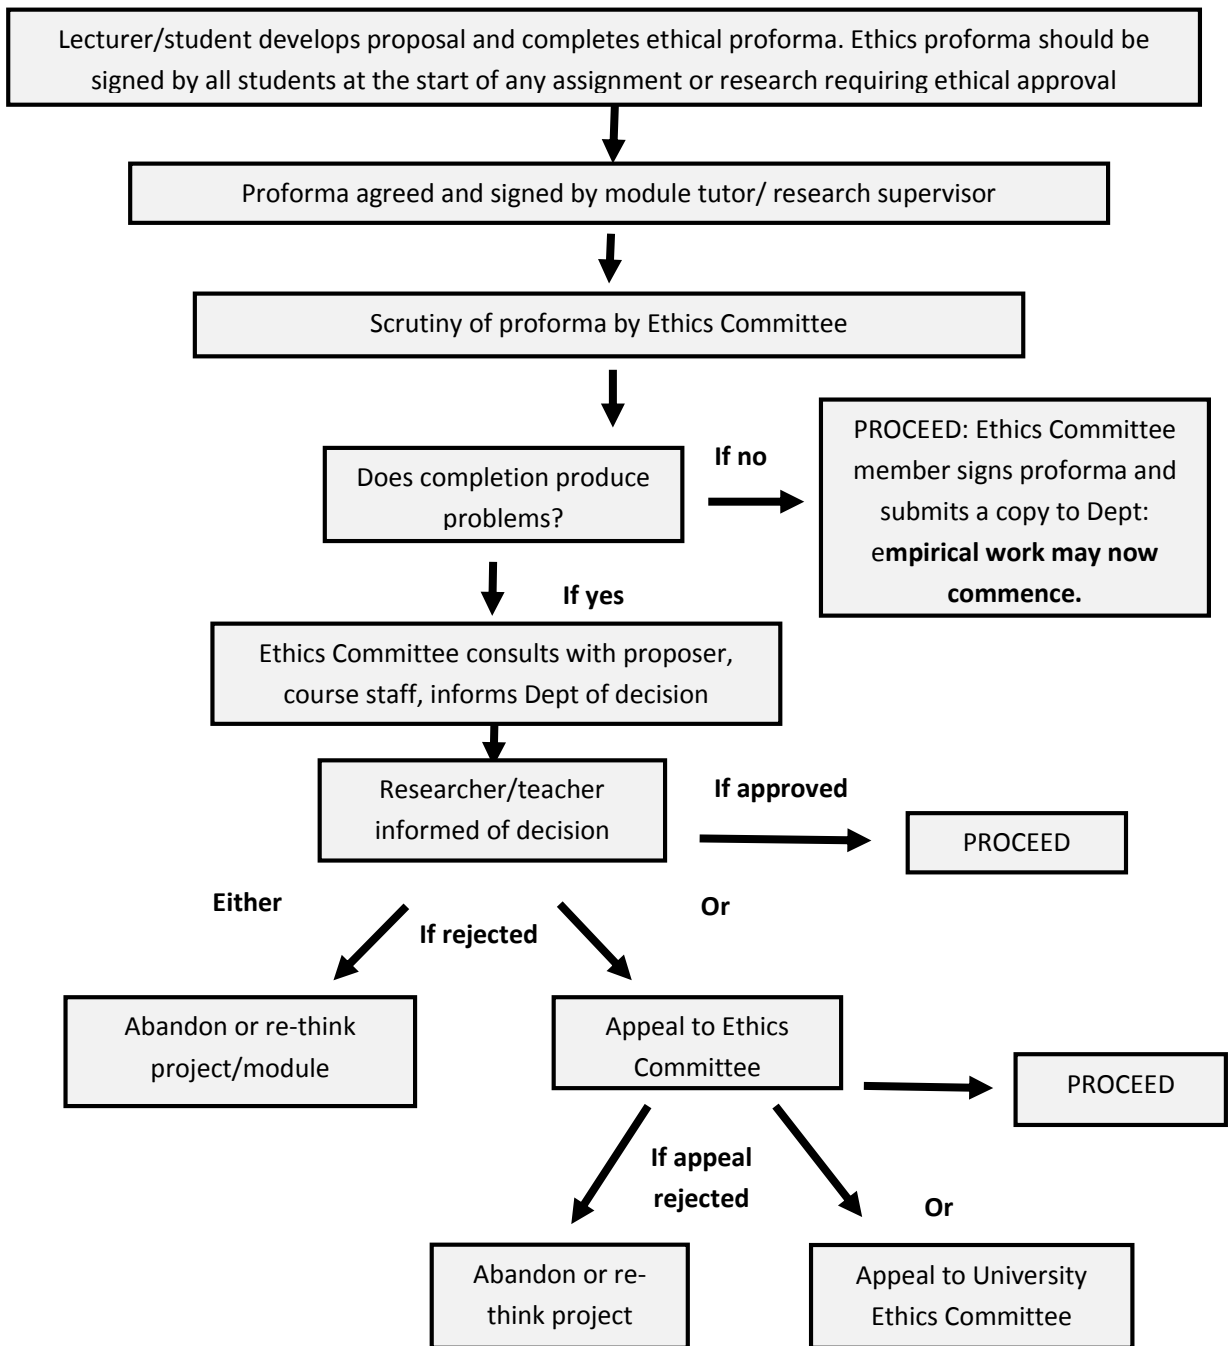 Lecturer/student develops proposal and completes ethical proforma. Ethics proforma should be
signed by all students at the start of any assignment or research requiring ethical approval
Proforma agreed and signed by module tutor/ research supervisor
Scrutiny of proforma by Ethics Committee
Does completion produce
problems?
If no
PROCEED: Ethics Committee
member signs proforma and
submits a copy to Dept:
empirical work may now
commence.
If yes
Ethics Committee consults with proposer,
course staff, informs Dept of decision
Researcher/teacher
informed of decision
If approved
PROCEED
Either
If rejected
Or
Abandon or re-think
project/module
Appeal to Ethics
Committee
PROCEED
If appeal
rejected
Or
Abandon or re-
think project
Appeal to University
Ethics Committee